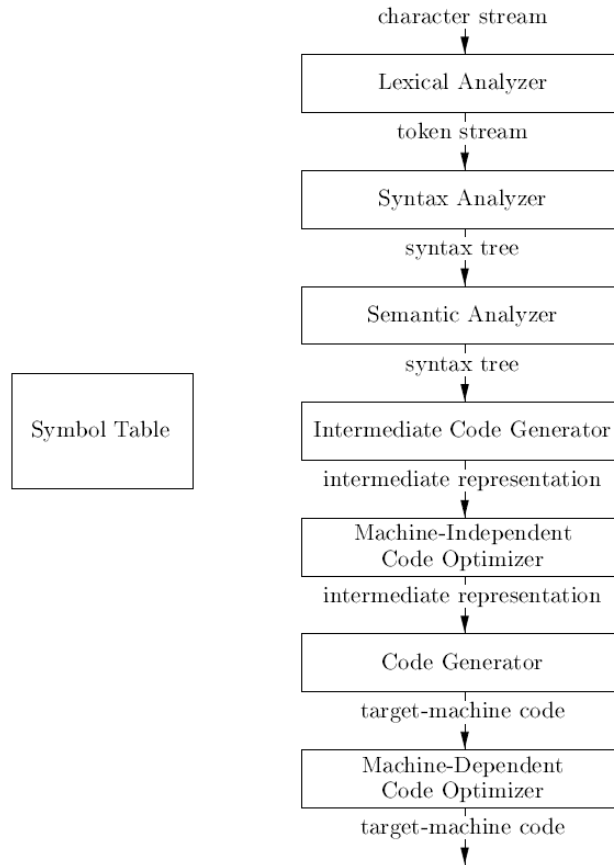 character stream
Lexical Analyzer
token stream
Syntax Analyzer
syntax tree
Semantic Analyzer
syntax tree
Symbol Table
Intermediate Code Generator
intermediate representation
Machine-Independent
Code Optimizer
intermediate representation
Code Generator
target-machine code
Machine-Dependent
Code Optimizer
target-machine code